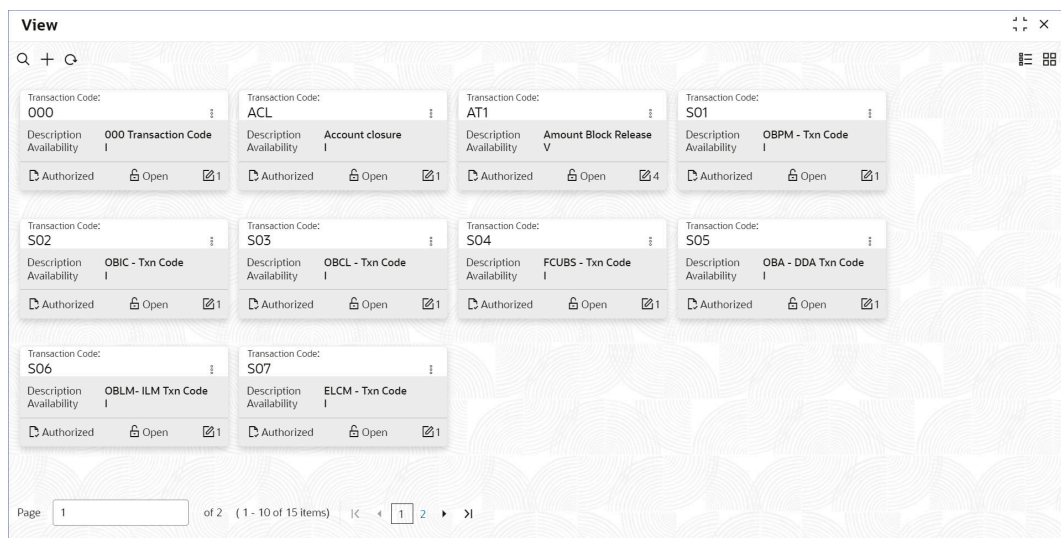 View
Transaction Code:
000
Description 000 Transaction Code
Availability I
Authorized Open 1
Transaction Code:
ACL
Description Account closure
Availability I
Authorized Open 1
Transaction Code:
AT1
Description Amount Block Release
Availability V
Authorized Open 4
Transaction Code:
S01
Description OBPM - Txn Code
Availability I
Authorized Open 1
Transaction Code:
S02
Description OBIC - Txn Code
Availability I
Authorized Open 1
Transaction Code:
S03
Description OBCL - Txn Code
Availability I
Authorized Open 1
Transaction Code:
S04
Description FCUBS - Txn Code
Availability I
Authorized Open 1
Transaction Code:
S05
Description OBA - DDA Txn Code
Availability I
Authorized Open 1
Transaction Code:
S06
Description OBLM- ILM Txn Code
Availability I
Authorized Open 1
Transaction Code:
S07
Description ELCM - Txn Code
Availability I
Authorized Open 1
Page 1 of 2 ( 1 - 10 of 15 items) 1 2